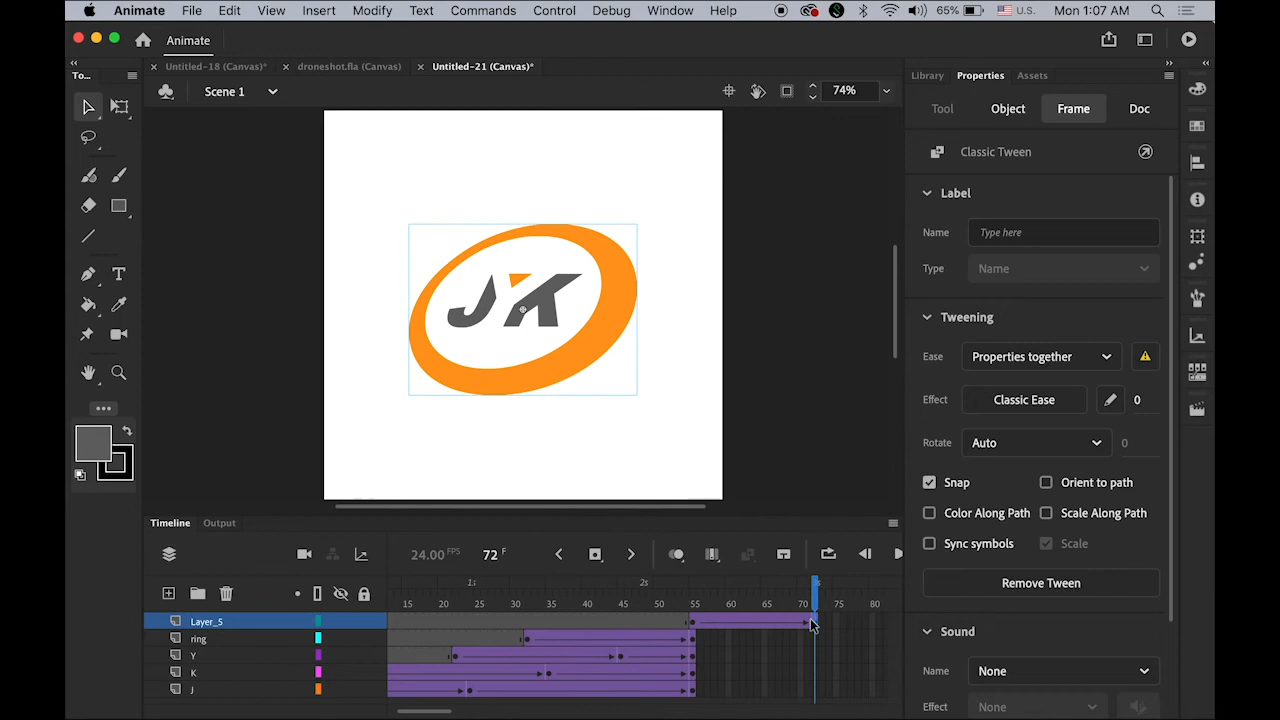 Animate File Edit View Insert Modify Text Commands Control Debug Window Help 65% U.S. Mon 1:07 AM
Animate
To... Untitled-18 (Canvas)* droneshot.fla (Canvas) Untitled-21 (Canvas)* Library Properties Assets
Scene 1 74%
Tool Object Frame Doc
Classic Tween
Label
Name Type here
Type Name
JYK
Tweening
Ease Properties together
Effect Classic Ease 0
Rotate Auto 0
Snap Orient to path
Color Along Path Scale Along Path
Sync symbols Scale
Remove Tween
Timeline Output
24.00 FPS 72 F
1s 2s
15 20 25 30 35 40 45 50 55 60 65 70 75 80
Layer_5
ring
Y
K
J
Sound
Name None
Effect None